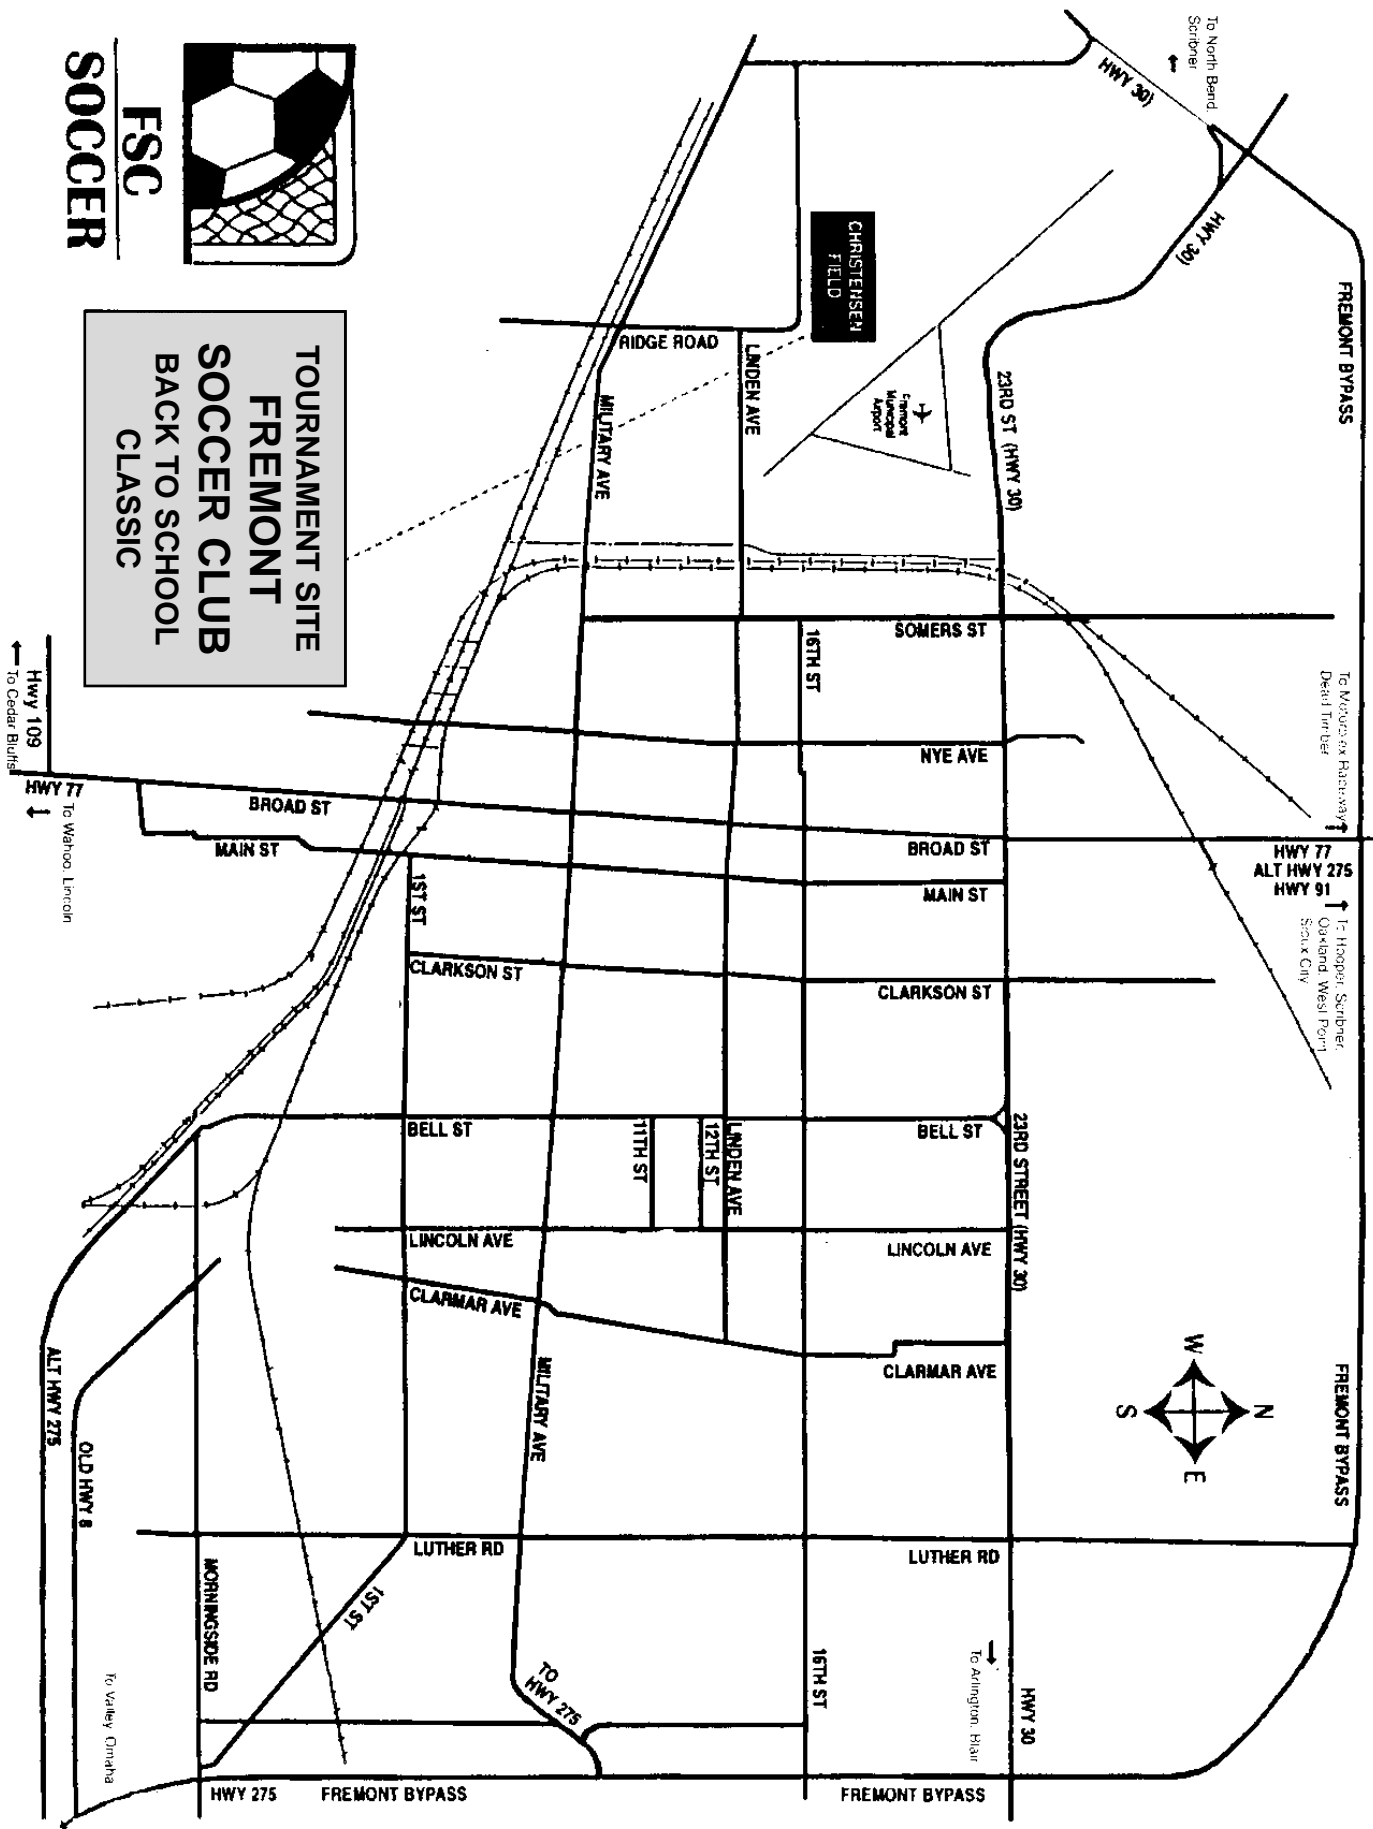 FSC
SOCCER
TOURNAMENT SITE
FREMONT
SOCCER CLUB
BACK TO SCHOOL
CLASSIC
To North Bend,
Scribner
HWY 30)
HWY 30)
FREMONT BYPASS
CHRISTENSEN
FIELD
RIDGE ROAD
LINDEN AVE
MILITARY AVE
Fremont
Municipal
Airport
23RD ST (HWY 30)
SOMERS ST
16TH ST
To Motorplex Raceway
Dead Timber
NYE AVE
Hwy 109
To Cedar Bluffs
HWY 77
To Wahoo, Lincoln
BROAD ST
BROAD ST
MAIN ST
MAIN ST
HWY 77
ALT HWY 275
HWY 91
To Hooper, Scribner,
Oakland, West Point
Sioux City
1ST ST
CLARKSON ST
CLARKSON ST
BELL ST
BELL ST
11TH ST
12TH ST
LINDEN AVE
23RD STREET (HWY 30)
LINCOLN AVE
LINCOLN AVE
CLARMAR AVE
CLARMAR AVE
MILITARY AVE
W
N
S
E
FREMONT BYPASS
ALT HWY 275
OLD HWY 8
LUTHER RD
LUTHER RD
MORNINGSIDE RD
1ST ST
TO
HWY 275
16TH ST
To Arlington, Blair
HWY 30
To Valley, Omaha
HWY 275
FREMONT BYPASS
FREMONT BYPASS